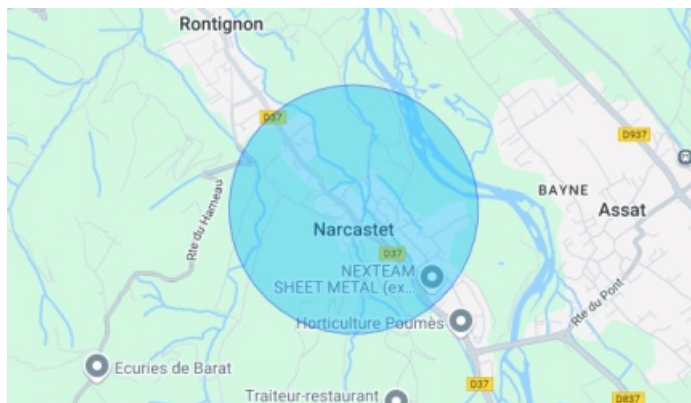 Rontignon
D37
D937
BAYNE
Assat
Rte du Hameau
Narcastet
D37
NEXTEAM
SHEET METAL (ex...
Rte du Pont
Horticulture Poumès
Ecuries de Barat
D37
D837
Traiteur-restaurant